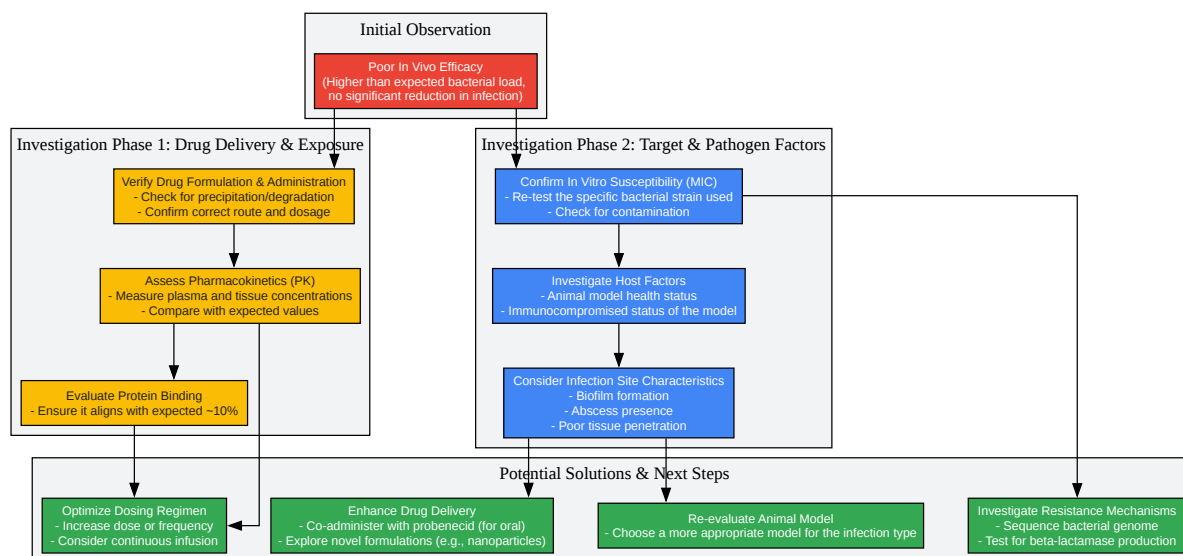 Initial Observation
Poor In Vivo Efficacy
(Higher than expected bacterial load,
no significant reduction in infection)
Investigation Phase 1: Drug Delivery & Exposure
Verify Drug Formulation & Administration
- Check for precipitation/degradation
- Confirm correct route and dosage
Assess Pharmacokinetics (PK)
- Measure plasma and tissue concentrations
- Compare with expected values
Evaluate Protein Binding
- Ensure it aligns with expected ~10%
Investigation Phase 2: Target & Pathogen Factors
Confirm In Vitro Susceptibility (MIC)
- Re-test the specific bacterial strain used
- Check for contamination
Investigate Host Factors
- Animal model health status
- Immunocompromised status of the model
Consider Infection Site Characteristics
- Biofilm formation
- Abscess presence
- Poor tissue penetration
Potential Solutions & Next Steps
Optimize Dosing Regimen
- Increase dose or frequency
- Consider continuous infusion
Enhance Drug Delivery
- Co-administer with probenecid (for oral)
- Explore novel formulations (e.g., nanoparticles)
Re-evaluate Animal Model
- Choose a more appropriate model for the infection type
Investigate Resistance Mechanisms
- Sequence bacterial genome
- Test for beta-lactamase production